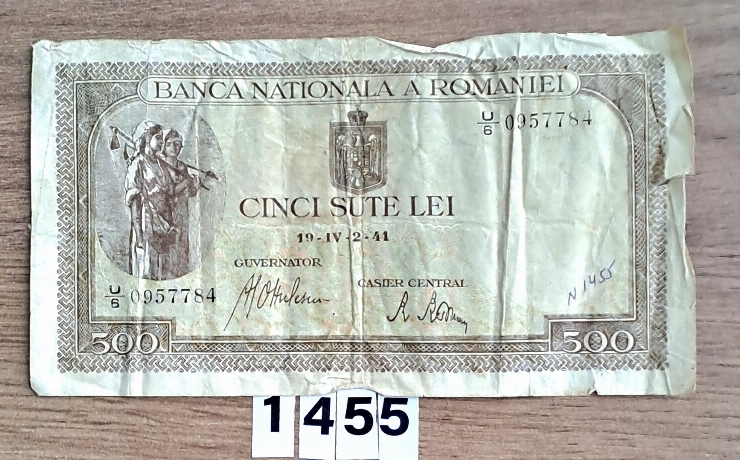 BANCA NATIONALA A ROMANIEI
U/6 0957784
CINCI SUTE LEI
19-IV-2-41
GUVERNATOR
CASIER CENTRAL
U/6 0957784
N 1455
500
500
1455